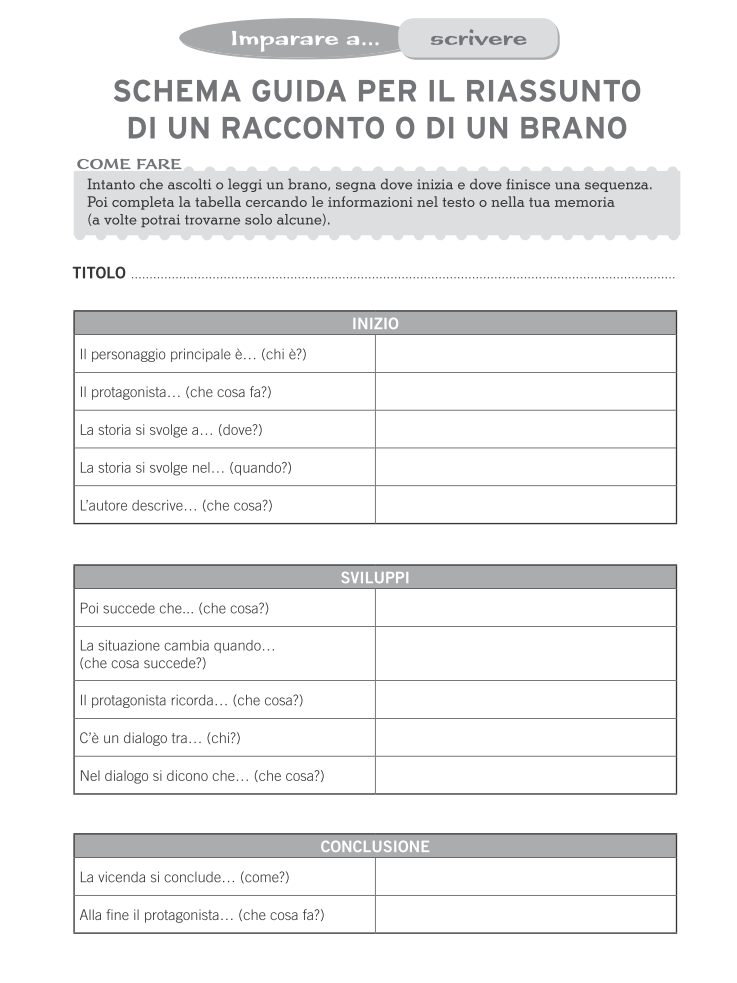 Imparare a... scrivere
SCHEMA GUIDA PER IL RIASSUNTO
DI UN RACCONTO O DI UN BRANO
COME FARE
Intanto che ascolti o leggi un brano, segna dove inizia e dove finisce una sequenza.
Poi completa la tabella cercando le informazioni nel testo o nella tua memoria
(a volte potrai trovarne solo alcune).
TITOLO
INIZIO
Il personaggio principale è… (chi è?)
Il protagonista… (che cosa fa?)
La storia si svolge a… (dove?)
La storia si svolge nel… (quando?)
L’autore descrive… (che cosa?)
SVILUPPI
Poi succede che... (che cosa?)
La situazione cambia quando…
(che cosa succede?)
Il protagonista ricorda… (che cosa?)
C’è un dialogo tra… (chi?)
Nel dialogo si dicono che… (che cosa?)
CONCLUSIONE
La vicenda si conclude… (come?)
Alla fine il protagonista… (che cosa fa?)